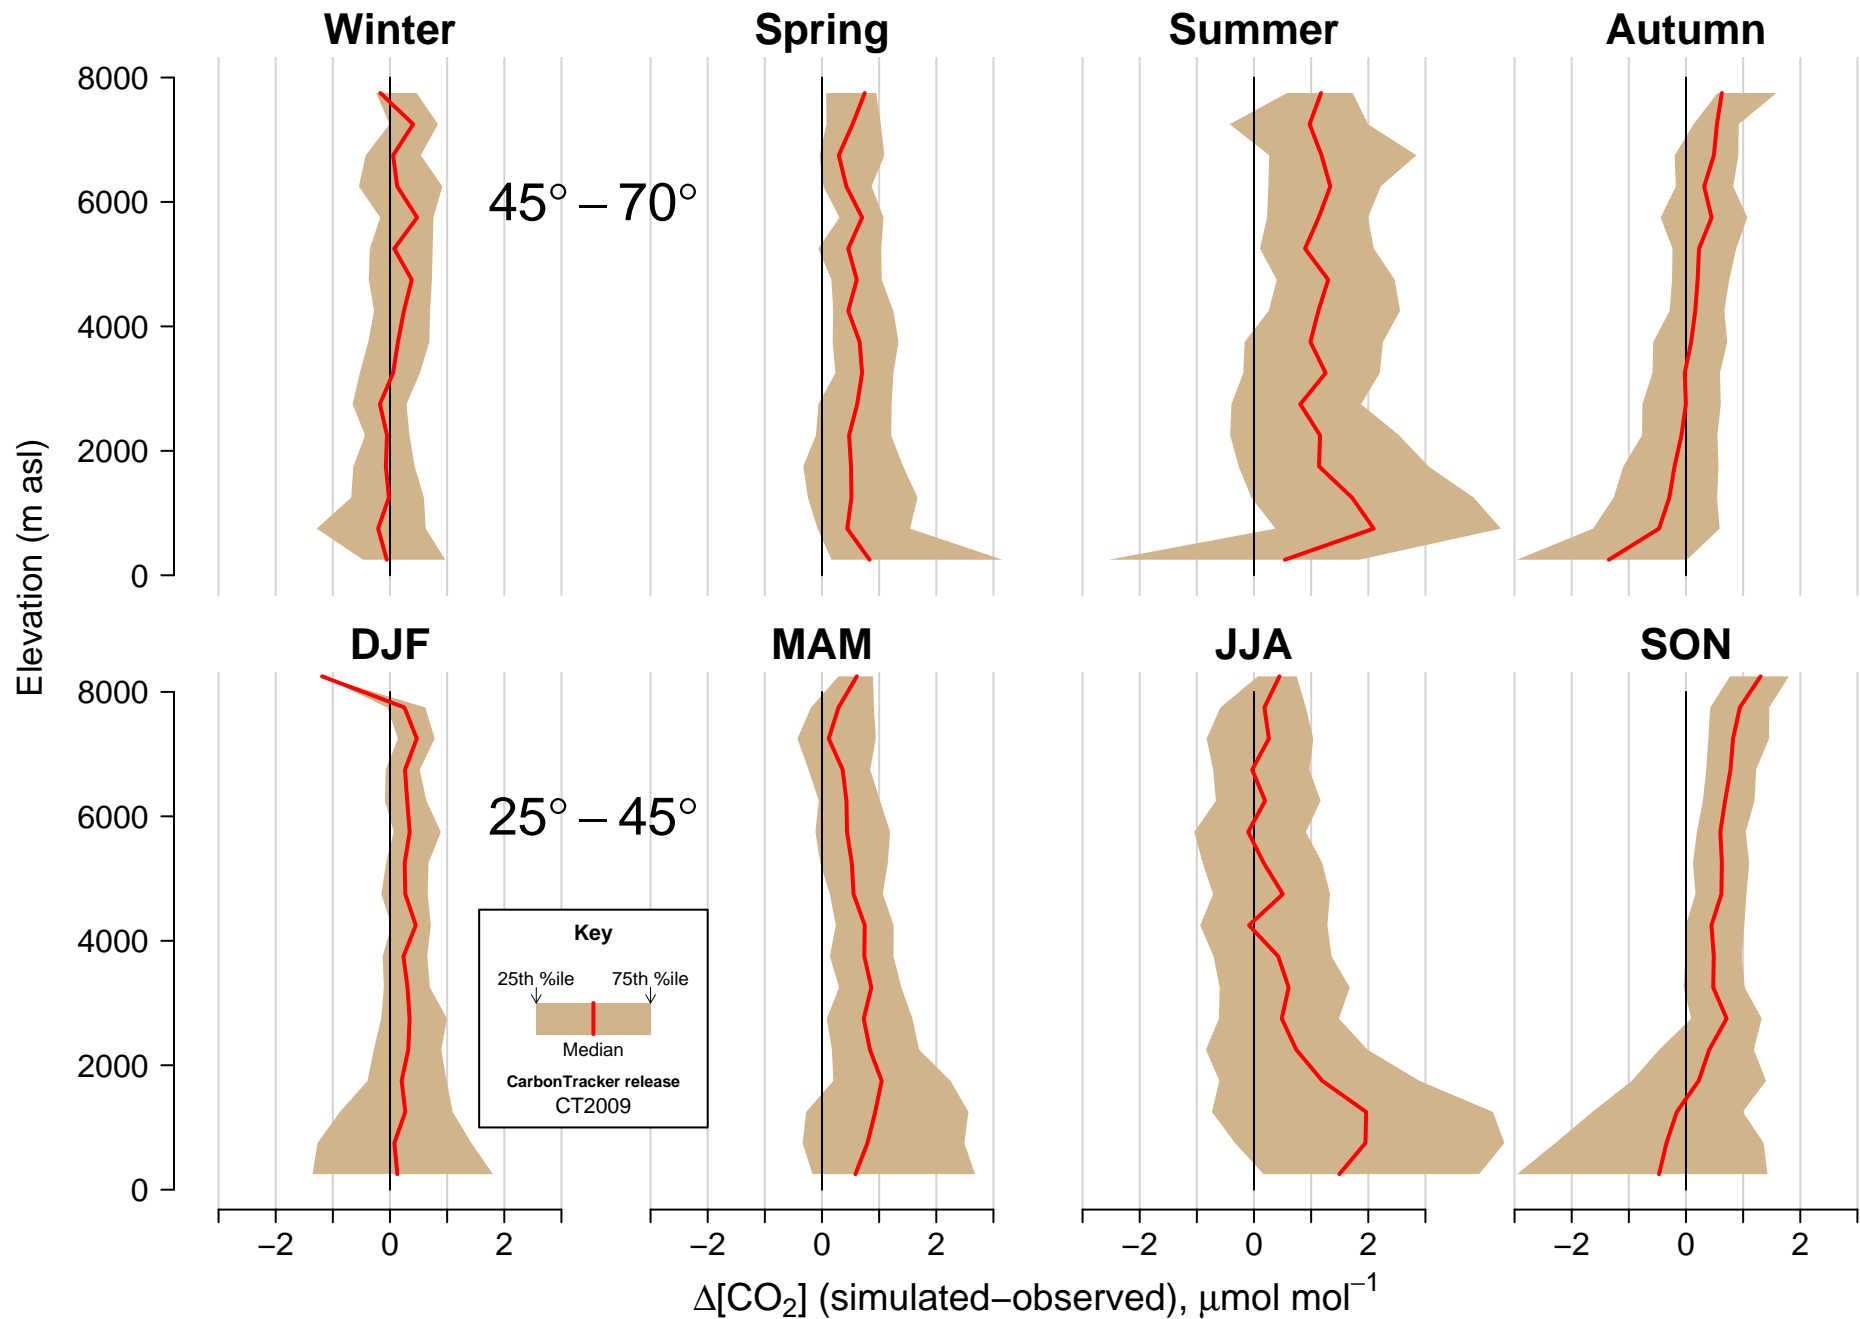 Winter Spring Summer Autumn
8000
6000
4000
2000
0
45° – 70°
Elevation (m asl)
DJF MAM JJA SON
8000
6000
4000
2000
0
25° – 45°
Key
25th %ile 75th %ile
Median
CarbonTracker release
CT2009
−2 0 2 −2 0 2 −2 0 2 −2 0 2
Δ[CO₂] (simulated−observed), μmol mol⁻¹